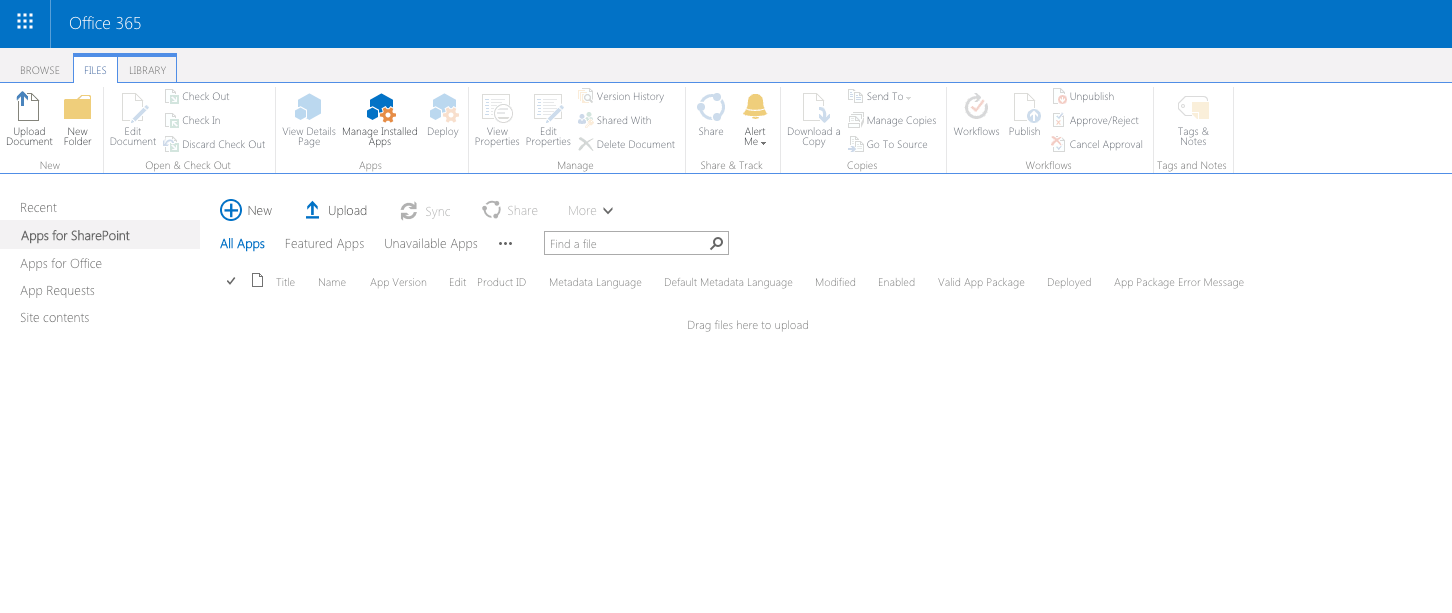 Office 365
BROWSE FILES LIBRARY
Upload Document
New Folder
New
Edit Document
Check Out
Check In
Discard Check Out
Open & Check Out
View Details Page
Manage Installed Apps
Deploy
Apps
View Properties
Edit Properties
Version History
Shared With
Delete Document
Manage
Share
Alert Me
Share & Track
Download a Copy
Send To
Manage Copies
Go To Source
Copies
Workflows
Publish
Unpublish
Approve/Reject
Cancel Approval
Workflows
Tags & Notes
Tags and Notes
Recent
Apps for SharePoint
Apps for Office
App Requests
Site contents
New Upload Sync Share More
All Apps Featured Apps Unavailable Apps ••• Find a file
Title Name App Version Edit Product ID Metadata Language Default Metadata Language Modified Enabled Valid App Package Deployed App Package Error Message
Drag files here to upload